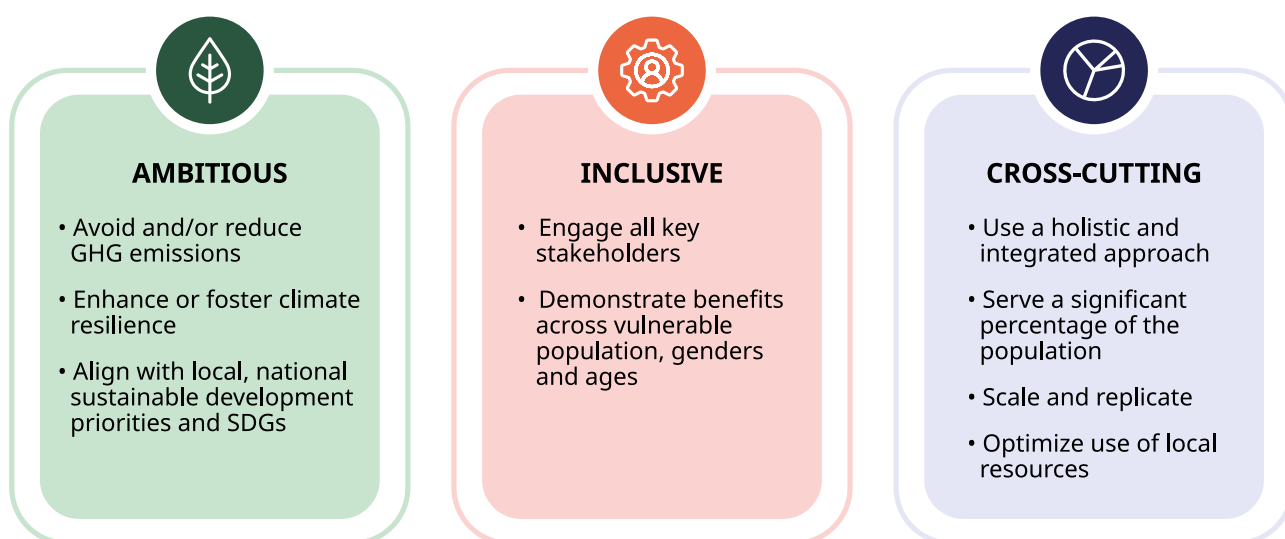 AMBITIOUS
• Avoid and/or reduce
GHG emissions
• Enhance or foster climate
resilience
• Align with local, national
sustainable development
priorities and SDGs
INCLUSIVE
• Engage all key
stakeholders
• Demonstrate benefits
across vulnerable
population, genders
and ages
CROSS-CUTTING
• Use a holistic and
integrated approach
• Serve a significant
percentage of the
population
• Scale and replicate
• Optimize use of local
resources